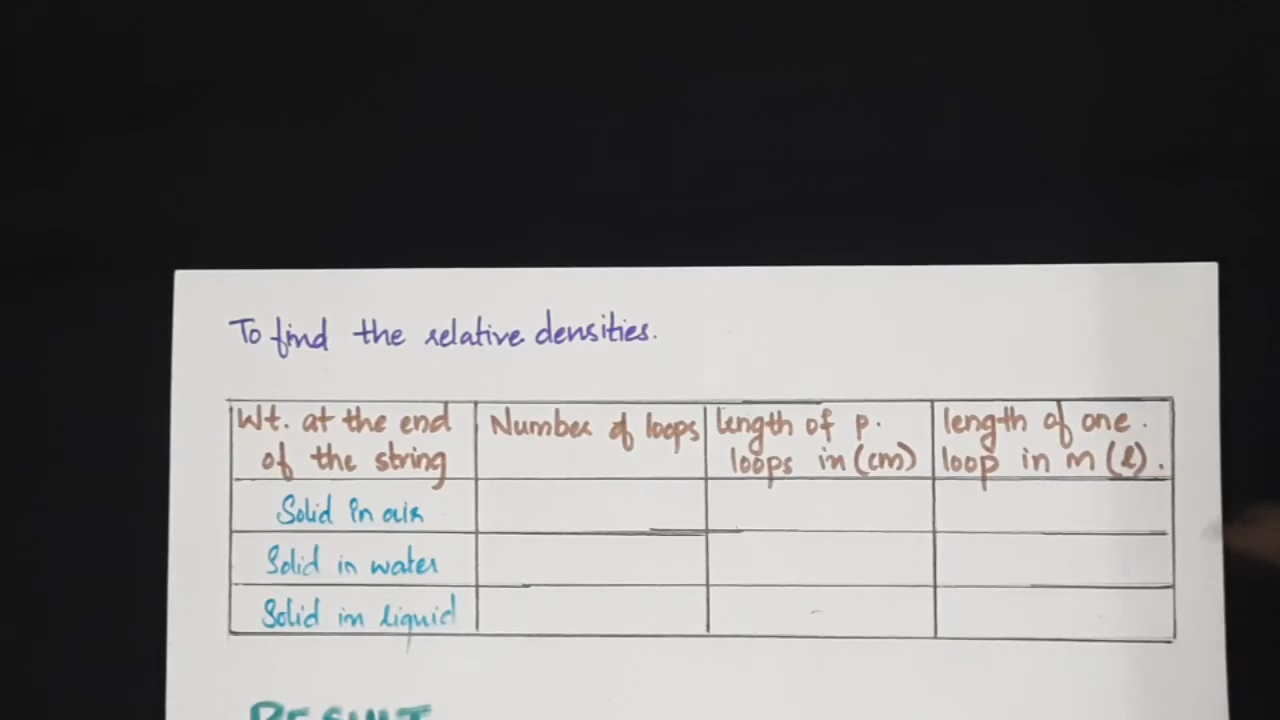 To find the relative densities.
Wt. at the end
of the string
Number of loops
length of p.
loops in (cm)
length of one.
loop in m (l).
Solid in air
Solid in water
Solid in liquid
RESULT